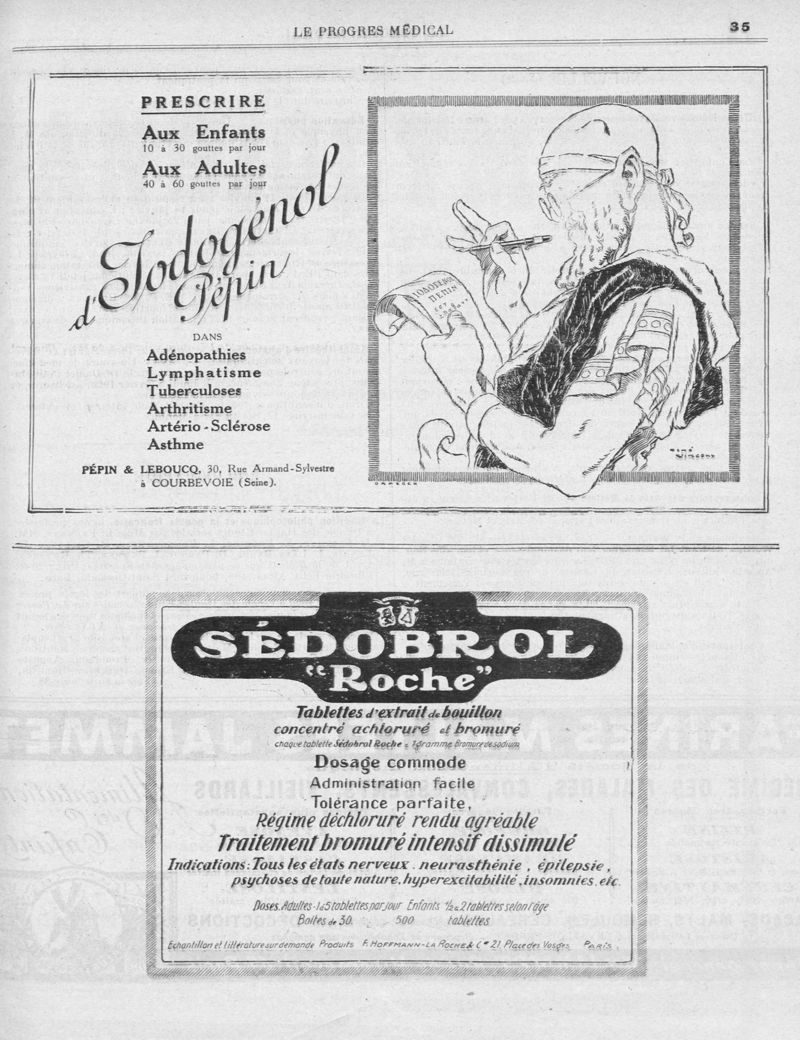 LE PROGRES MÉDICAL
35
PRESCRIRE
Aux Enfants
10 à 30 gouttes par jour
Aux Adultes
40 à 60 gouttes par jour
d'Iodogénol
Pépin
DANS
Adénopathies
Lymphatisme
Tuberculoses
Arthritisme
Artério-Sclérose
Asthme
PÉPIN & LEBOUCQ, 30, Rue Armand-Sylvestre
à COURBEVOIE (Seine).
PEPIN
RENÉ
VINCENT
SÉDOBROL
"Roche"
Tablettes d'extrait de bouillon
concentré achloruré et bromuré
chaque tablette Sédobrol Roche = 1 gramme Bromure de sodium
Dosage commode
Administration facile
Tolérance parfaite,
Régime déchloruré rendu agréable
Traitement bromuré intensif dissimulé
Indications: Tous les états nerveux. neurasthénie, épilepsie,
psychoses de toute nature, hyperexcitabilité, insomnies, etc.
Doses. Adultes-1 à 5 tablettes par jour Enfants ½ à 2 tablettes selon l'âge
Boîtes de 30. 500 tablettes.
Echantillon et littérature sur demande Produits F. HOFFMANN-LA ROCHE & Cie 21. Place des Vosges PARIS.